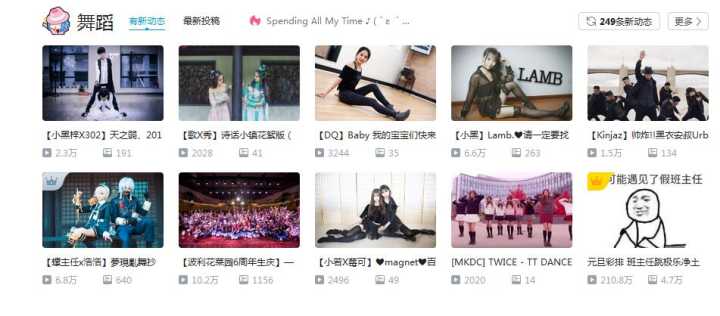 舞蹈 有新动态 最新投稿 Spending All My Time ♪ ( ´ε ｀ ... 249条新动态 更多 >
LAMB
【小黑梓X302】天之弱，201 【歌X秀】诗话小镇花絮版（ 【DQ】Baby 我的宝宝们快来 【小黑】Lamb.♥请一定要找 【Kinjaz】帅炸!!黑衣安叔Urb
2.3万 191 2028 41 3244 35 6.6万 263 1.5万 134
可能遇见了假班主任
【螺主任x浩浩】夢現亂舞抄 【波利花菜园6周年生庆】— 【小若X莓可】♥magnet♥百 [MKDC] TWICE - TT DANCE 元旦彩排 班主任跳极乐净土
6.8万 640 10.2万 1156 2496 49 2020 14 210.8万 4.7万